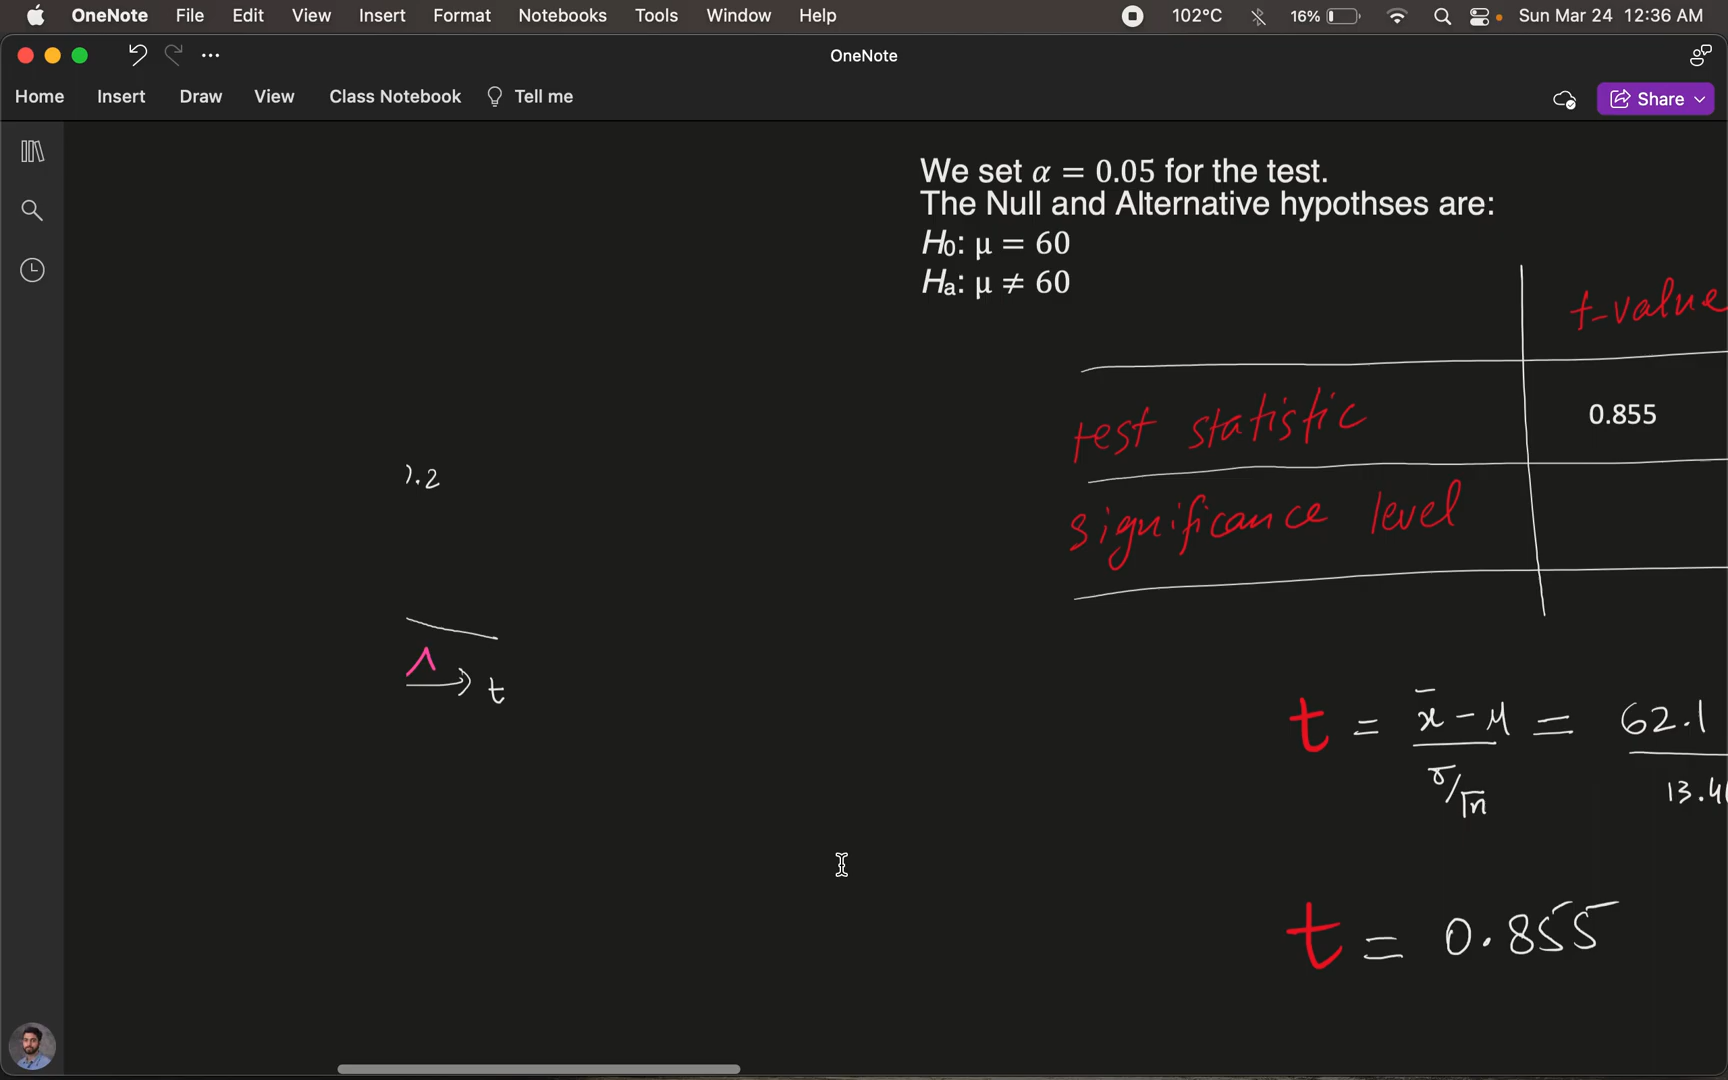 OneNote File Edit View Insert Format Notebooks Tools Window Help 102°C 16% Sun Mar 24 12:36 AM
OneNote
Home Insert Draw View Class Notebook Tell me Share
We set α = 0.05 for the test.
The Null and Alternative hypothses are:
H₀: μ = 60
Hₐ: μ ≠ 60
t-value
test statistic 0.855
).2
significance level
t
t = x̄ - μ / σ/√n = 62.1 / 13.4
t = 0.855